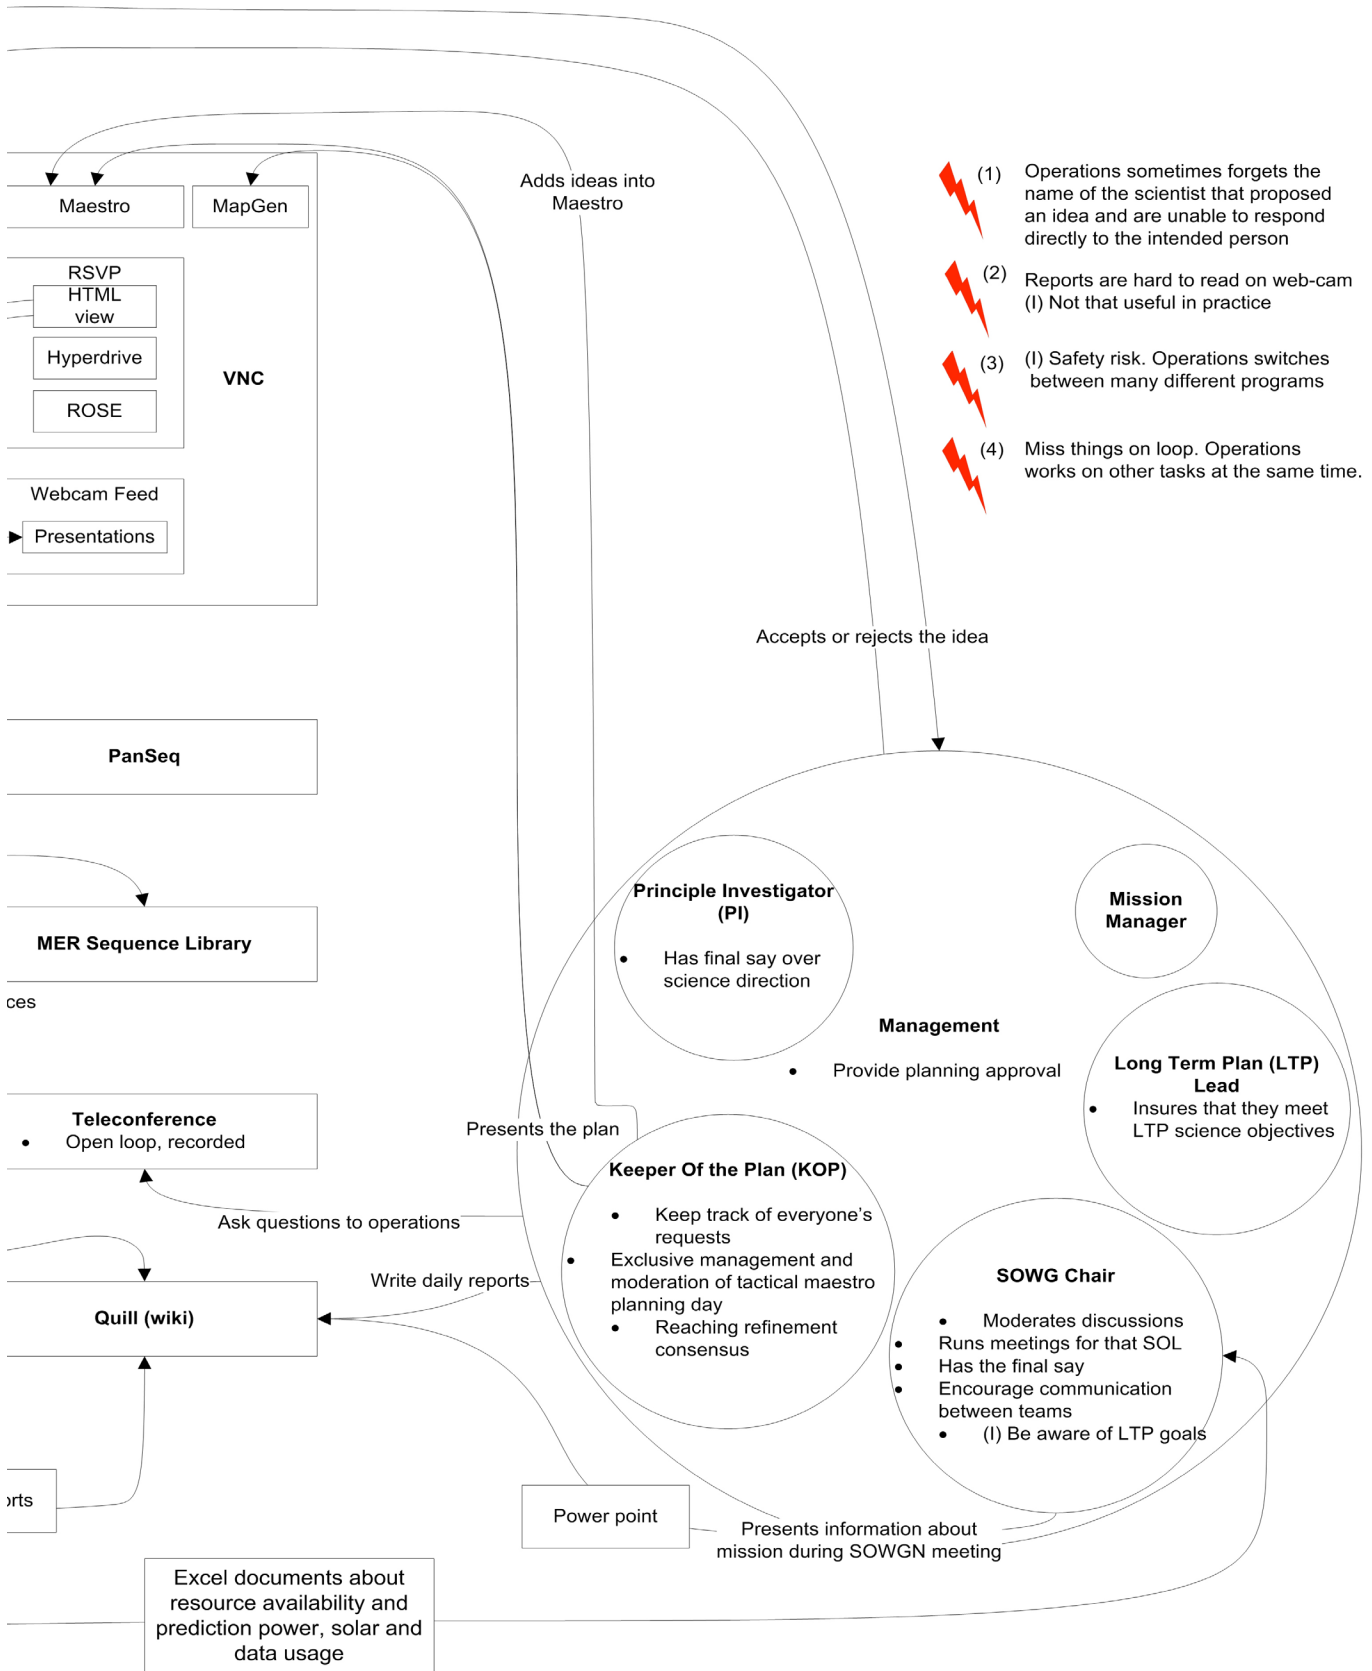 Adds ideas into
Maestro
Maestro
MapGen
RSVP
HTML
view
Hyperdrive
ROSE
VNC
Webcam Feed
Presentations
(1)
Operations sometimes forgets the
name of the scientist that proposed
an idea and are unable to respond
directly to the intended person
(2)
Reports are hard to read on web-cam
(I) Not that useful in practice
(3)
(I) Safety risk. Operations switches
between many different programs
(4)
Miss things on loop. Operations
works on other tasks at the same time.
Accepts or rejects the idea
PanSeq
MER Sequence Library
ces
Teleconference
• Open loop, recorded
Ask questions to operations
Presents the plan
Write daily reports
Quill (wiki)
orts
Principle Investigator
(PI)
• Has final say over
science direction
Mission
Manager
Management
• Provide planning approval
Long Term Plan (LTP)
Lead
• Insures that they meet
LTP science objectives
Keeper Of the Plan (KOP)
• Keep track of everyone's
requests
• Exclusive management and
moderation of tactical maestro
planning day
• Reaching refinement
consensus
SOWG Chair
• Moderates discussions
• Runs meetings for that SOL
• Has the final say
• Encourage communication
between teams
• (I) Be aware of LTP goals
Power point
Presents information about
mission during SOWGN meeting
Excel documents about
resource availability and
prediction power, solar and
data usage